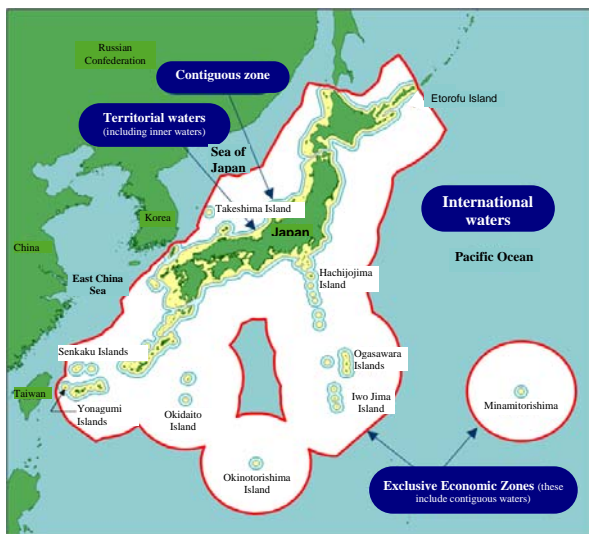 Russian
Confederation
Contiguous zone
Etorofu Island
Territorial waters
(including inner waters)
Sea of
Japan
Takeshima Island
International
waters
Korea
Japan
China
Pacific Ocean
East China
Sea
Hachijojima
Island
Senkaku Islands
Ogasawara
Islands
Taiwan
Yonagumi
Islands
Okidaito
Island
Iwo Jima
Island
Minamitorishima
Okinotorishima
Island
Exclusive Economic Zones (these
include contiguous waters)